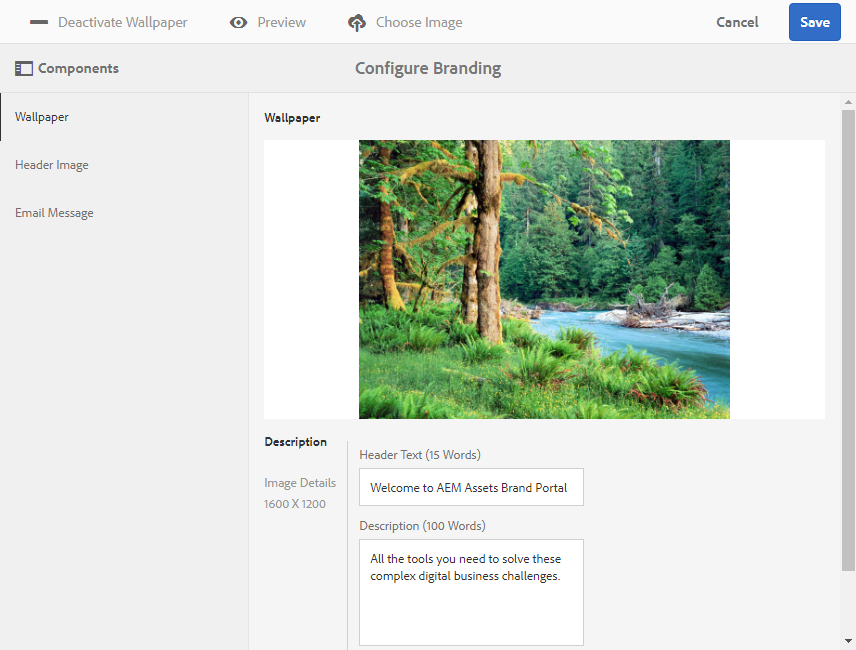 Deactivate Wallpaper
Preview
Choose Image
Cancel
Save
Components
Configure Branding
Wallpaper
Header Image
Email Message
Wallpaper
Description
Image Details
1600 X 1200
Header Text (15 Words)
Welcome to AEM Assets Brand Portal
Description (100 Words)
All the tools you need to solve these
complex digital business challenges.